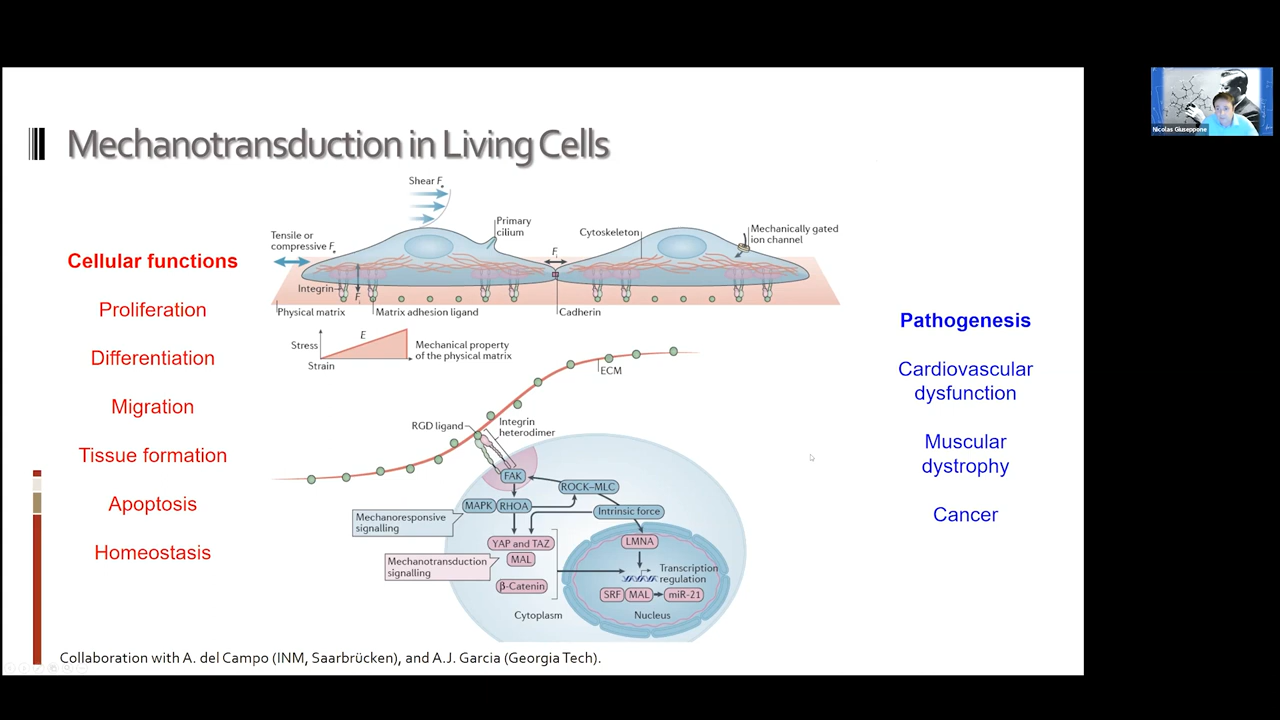 Mechanotransduction in Living Cells
Cellular functions
Proliferation
Differentiation
Migration
Tissue formation
Apoptosis
Homeostasis
Shear Fe
Tensile or
compressive Fe
Primary
cilium
Fi
Cytoskeleton
Mechanically gated
ion channel
Integrin
Fi
Physical matrix
Matrix adhesion ligand
Cadherin
Stress
E
Strain
Mechanical property
of the physical matrix
ECM
RGD ligand
Integrin
heterodimer
FAK
ROCK–MLC
MAPK
RHOA
Intrinsic force
Mechanoresponsive
signalling
YAP and TAZ
LMNA
MAL
Mechanotransduction
signalling
Transcription
regulation
β-Catenin
SRF
MAL
miR-21
Cytoplasm
Nucleus
Pathogenesis
Cardiovascular
dysfunction
Muscular
dystrophy
Cancer
Collaboration with A. del Campo (INM, Saarbrücken), and A.J. Garcia (Georgia Tech).
Nicolas Giuseppone